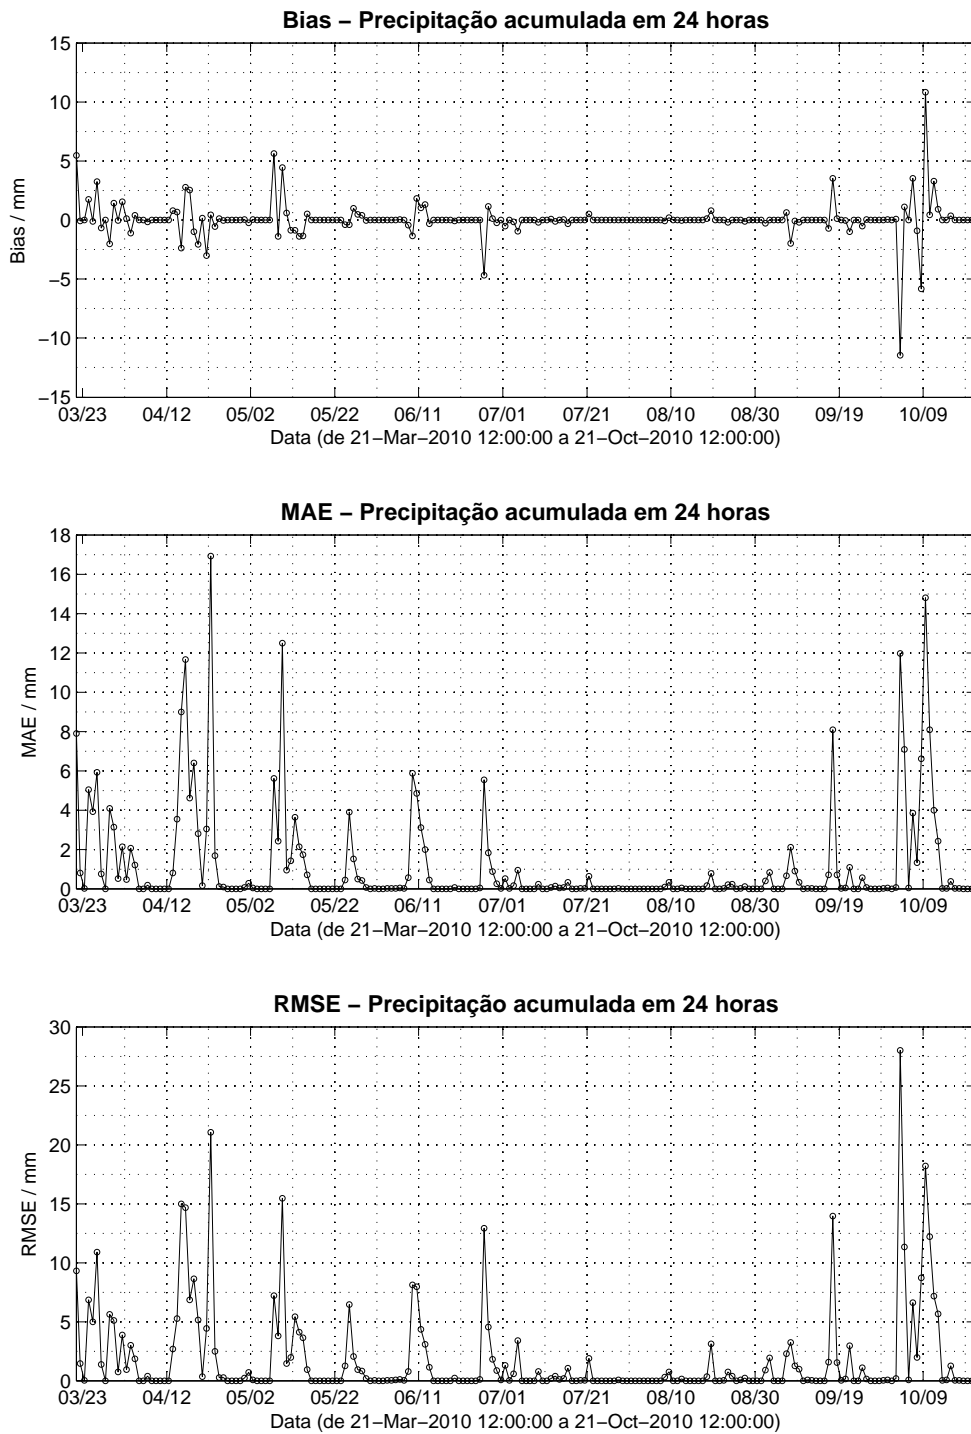 Bias − Precipitação acumulada em 24 horas
15
10
5
0
−5
−10
−15
Bias / mm
03/23 04/12 05/02 05/22 06/11 07/01 07/21 08/10 08/30 09/19 10/09
Data (de 21−Mar−2010 12:00:00 a 21−Oct−2010 12:00:00)
MAE − Precipitação acumulada em 24 horas
18
16
14
12
10
8
6
4
2
0
MAE / mm
03/23 04/12 05/02 05/22 06/11 07/01 07/21 08/10 08/30 09/19 10/09
Data (de 21−Mar−2010 12:00:00 a 21−Oct−2010 12:00:00)
RMSE − Precipitação acumulada em 24 horas
30
25
20
15
10
5
0
RMSE / mm
03/23 04/12 05/02 05/22 06/11 07/01 07/21 08/10 08/30 09/19 10/09
Data (de 21−Mar−2010 12:00:00 a 21−Oct−2010 12:00:00)